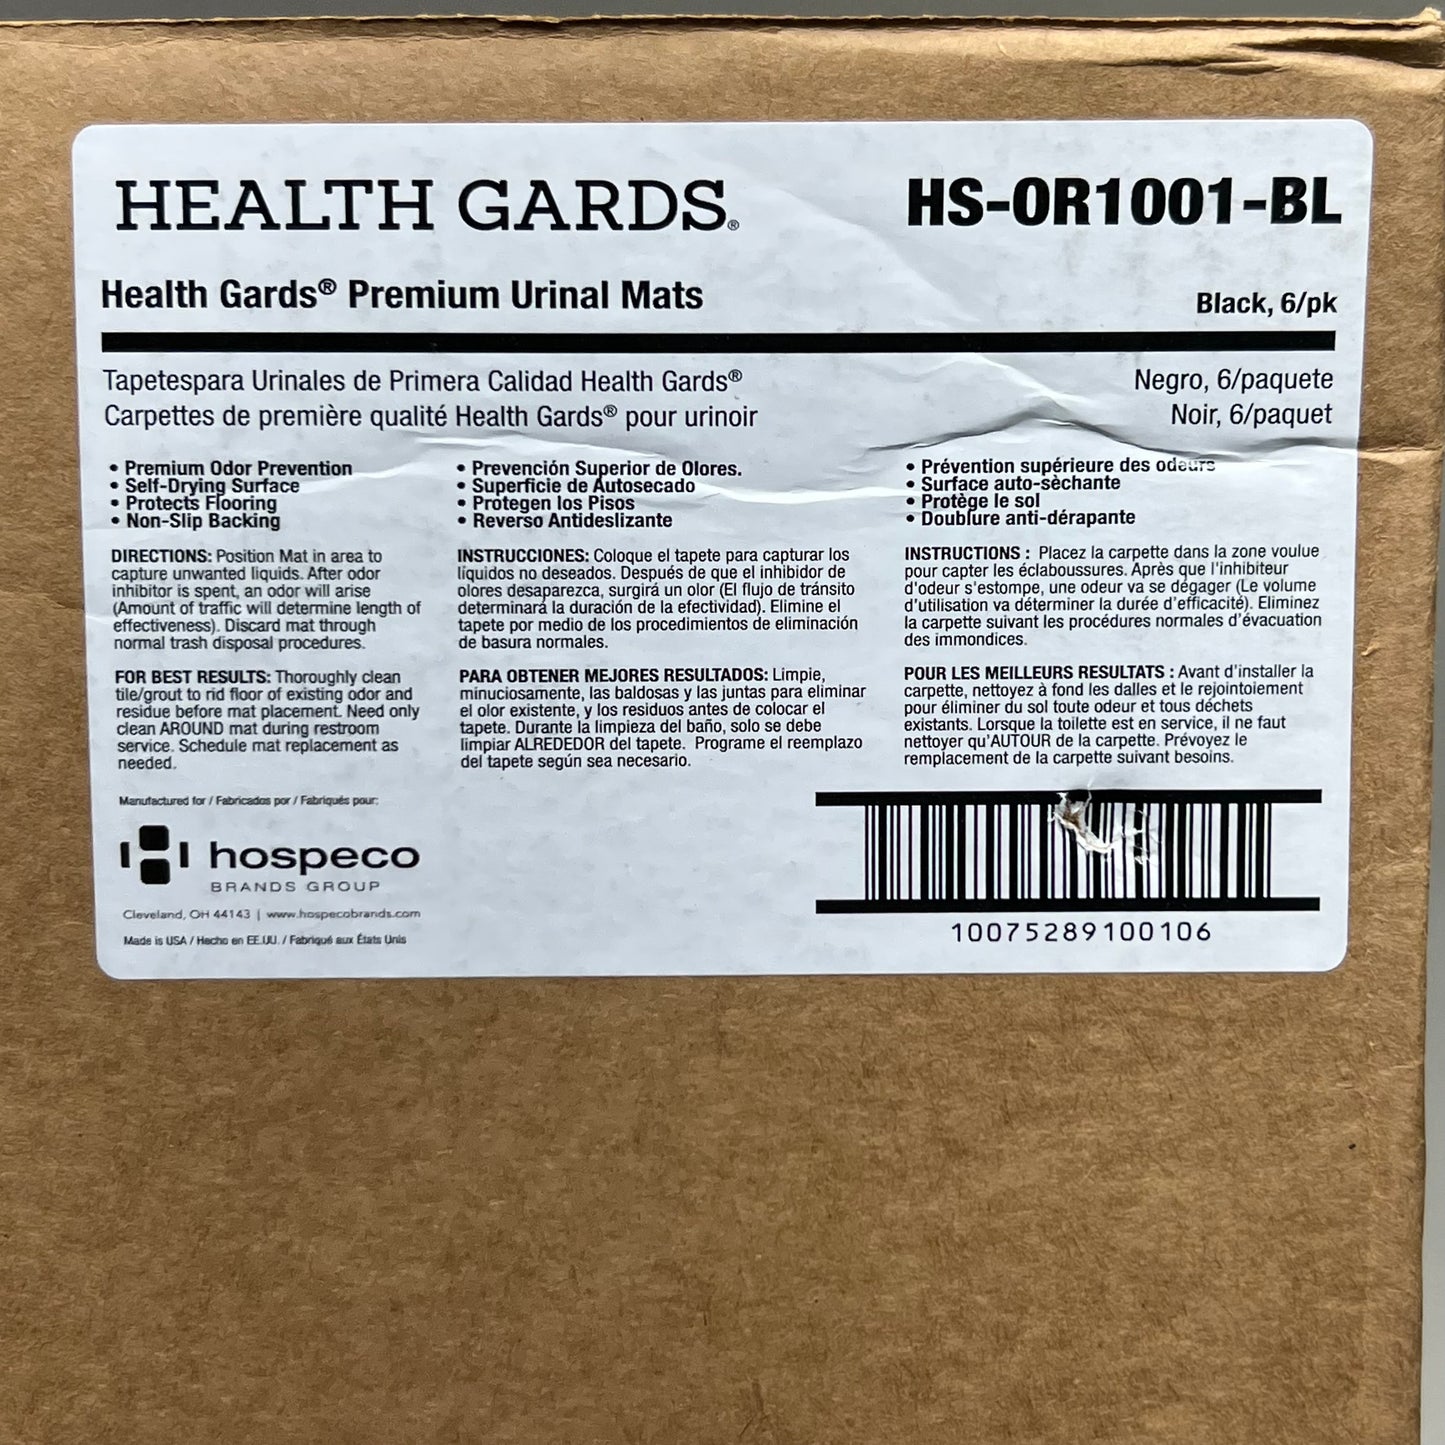 HEALTH GARDS®
HS-OR1001-BL
Health Gards® Premium Urinal Mats
Black, 6/pk
Tapetespara Urinales de Primera Calidad Health Gards®
Negro, 6/paquete
Carpettes de première qualité Health Gards® pour urinoir
Noir, 6/paquet
• Premium Odor Prevention
• Self-Drying Surface
• Protects Flooring
• Non-Slip Backing
DIRECTIONS: Position Mat in area to
capture unwanted liquids. After odor
inhibitor is spent, an odor will arise
(Amount of traffic will determine length of
effectiveness). Discard mat through
normal trash disposal procedures.
FOR BEST RESULTS: Thoroughly clean
tile/grout to rid floor of existing odor and
residue before mat placement. Need only
clean AROUND mat during restroom
service. Schedule mat replacement as
needed.
• Prevención Superior de Olores.
• Superficie de Autosecado
• Protegen los Pisos
• Reverso Antideslizante
INSTRUCCIONES: Coloque el tapete para capturar los
líquidos no deseados. Después de que el inhibidor de
olores desaparezca, surgirá un olor (El flujo de tránsito
determinará la duración de la efectividad). Elimine el
tapete por medio de los procedimientos de eliminación
de basura normales.
PARA OBTENER MEJORES RESULTADOS: Limpie,
minuciosamente, las baldosas y las juntas para eliminar
el olor existente, y los residuos antes de colocar el
tapete. Durante la limpieza del baño, solo se debe
limpiar ALREDEDOR del tapete. Programe el reemplazo
del tapete según sea necesario.
• Prévention supérieure des odeurs
• Surface auto-sèchante
• Protège le sol
• Doublure anti-dérapante
INSTRUCTIONS : Placez la carpette dans la zone voulue
pour capter les éclaboussures. Après que l'inhibiteur
d'odeur s'estompe, une odeur va se dégager (Le volume
d'utilisation va déterminer la durée d'efficacité). Eliminez
la carpette suivant les procédures normales d'évacuation
des immondices.
POUR LES MEILLEURS RESULTATS : Avant d'installer la
carpette, nettoyez à fond les dalles et le rejointoiement
pour éliminer du sol toute odeur et tous déchets
existants. Lorsque la toilette est en service, il ne faut
nettoyer qu'AUTOUR de la carpette. Prévoyez le
remplacement de la carpette suivant besoins.
Manufactured for / Fabricados por / Fabriqués pour:
hospeco
BRANDS GROUP
Cleveland, OH 44143 | www.hospecobrands.com
Made is USA / Hecho en EE.UU. / Fabriqué aux États Unis
10075289100106